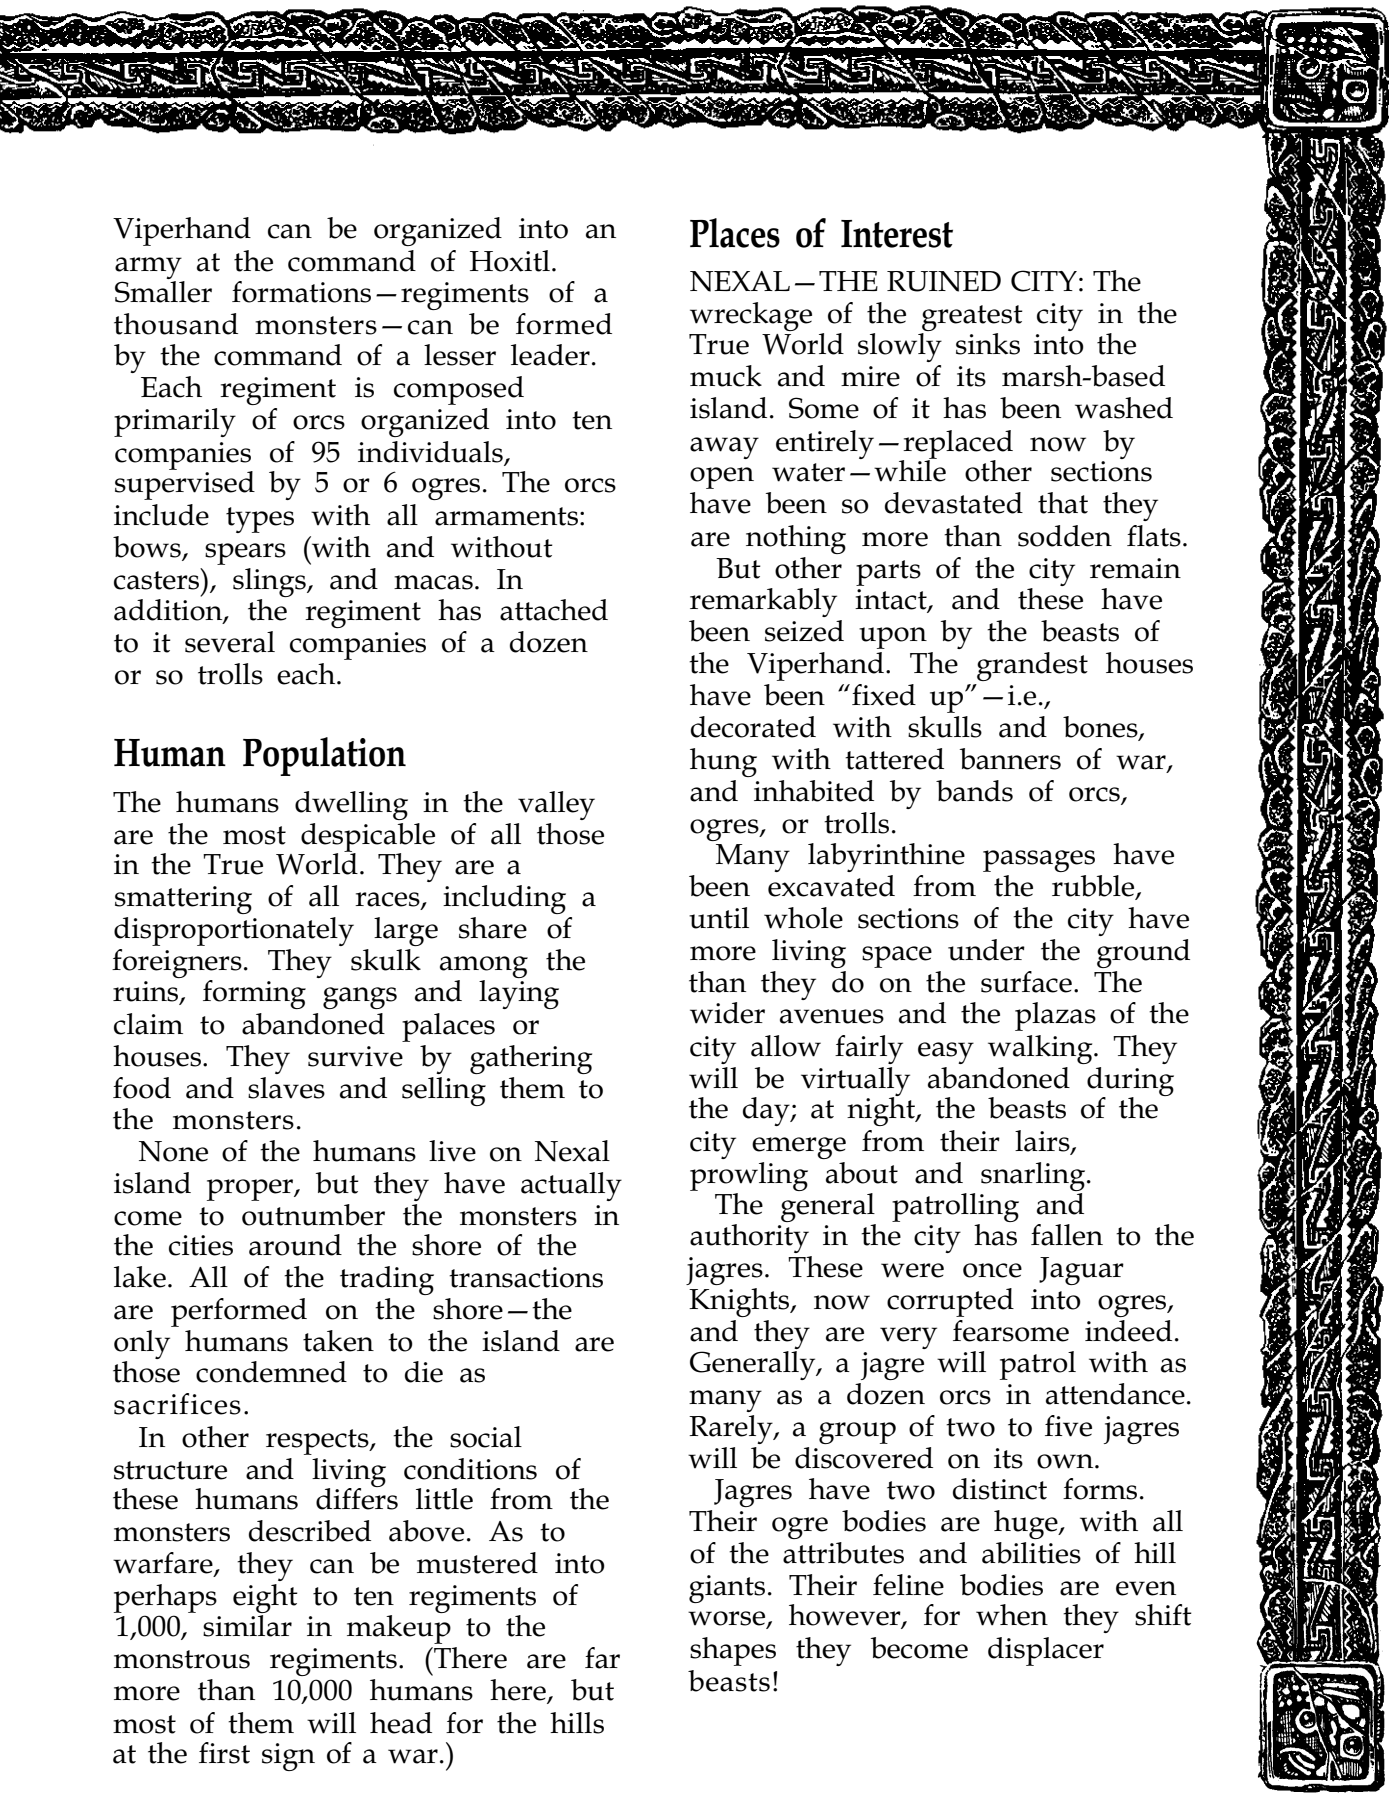 Viperhand can be organized into an
army at the command of Hoxitl.
Smaller formations—regiments of a
thousand monsters—can be formed
by the command of a lesser leader.
Each regiment is composed
primarily of orcs organized into ten
companies of 95 individuals,
supervised by 5 or 6 ogres. The orcs
include types with all armaments:
bows, spears (with and without
casters), slings, and macas. In
addition, the regiment has attached
to it several companies of a dozen
or so trolls each.
Human Population
The humans dwelling in the valley
are the most despicable of all those
in the True World. They are a
smattering of all races, including a
disproportionately large share of
foreigners. They skulk among the
ruins, forming gangs and laying
claim to abandoned palaces or
houses. They survive by gathering
food and slaves and selling them to
the monsters.
None of the humans live on Nexal
island proper, but they have actually
come to outnumber the monsters in
the cities around the shore of the
lake. All of the trading transactions
are performed on the shore—the
only humans taken to the island are
those condemned to die as
sacrifices.
In other respects, the social
structure and living conditions of
these humans differs little from the
monsters described above. As to
warfare, they can be mustered into
perhaps eight to ten regiments of
1,000, similar in makeup to the
monstrous regiments. (There are far
more than 10,000 humans here, but
most of them will head for the hills
at the first sign of a war.)
Places of Interest
NEXAL—THE RUINED CITY: The
wreckage of the greatest city in the
True World slowly sinks into the
muck and mire of its marsh-based
island. Some of it has been washed
away entirely—replaced now by
open water—while other sections
have been so devastated that they
are nothing more than sodden flats.
But other parts of the city remain
remarkably intact, and these have
been seized upon by the beasts of
the Viperhand. The grandest houses
have been “fixed up”—i.e.,
decorated with skulls and bones,
hung with tattered banners of war,
and inhabited by bands of orcs,
ogres, or trolls.
Many labyrinthine passages have
been excavated from the rubble,
until whole sections of the city have
more living space under the ground
than they do on the surface. The
wider avenues and the plazas of the
city allow fairly easy walking. They
will be virtually abandoned during
the day; at night, the beasts of the
city emerge from their lairs,
prowling about and snarling.
The general patrolling and
authority in the city has fallen to the
jagres. These were once Jaguar
Knights, now corrupted into ogres,
and they are very fearsome indeed.
Generally, a jagre will patrol with as
many as a dozen orcs in attendance.
Rarely, a group of two to five jagres
will be discovered on its own.
Jagres have two distinct forms.
Their ogre bodies are huge, with all
of the attributes and abilities of hill
giants. Their feline bodies are even
worse, however, for when they shift
shapes they become displacer
beasts!